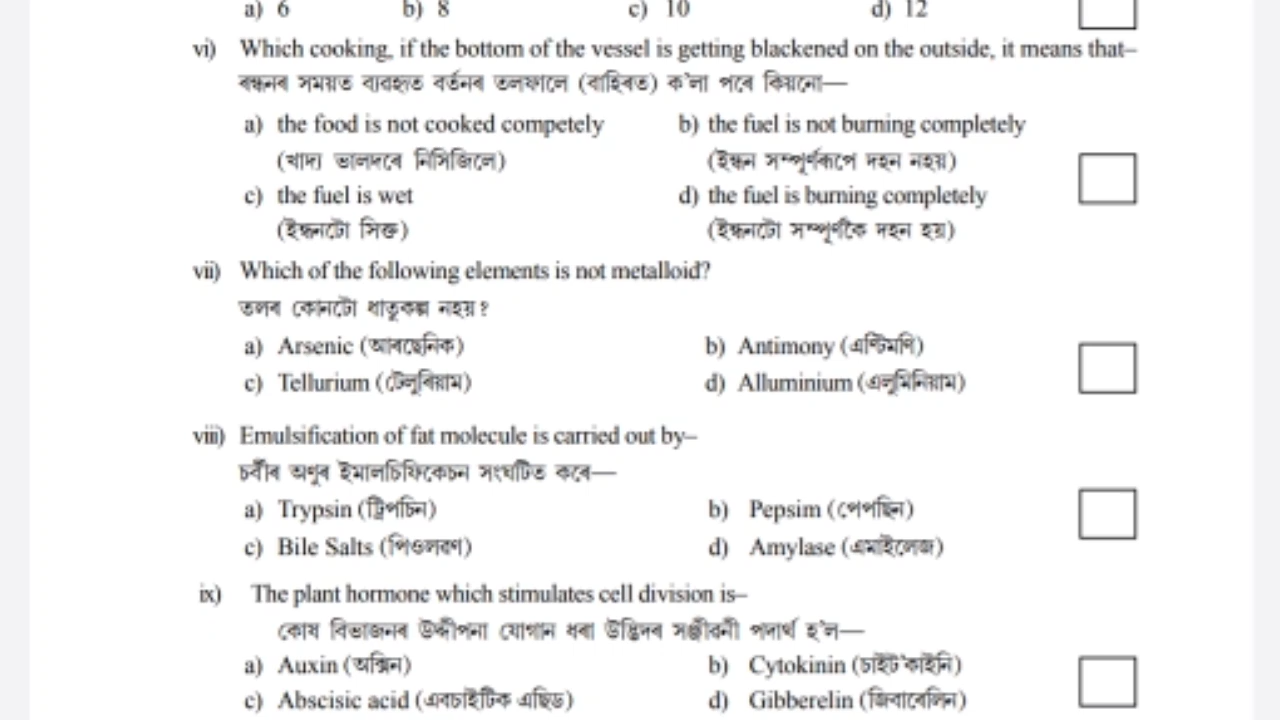 a) 6 b) 8 c) 10 d) 12
vi) Which cooking, if the bottom of the vessel is getting blackened on the outside, it means that–
ৰন্ধনৰ সময়ত ব্যৱহৃত বৰ্তনৰ তলফালে (বাহিৰত) ক'লা পৰে কিয়নো—
a) the food is not cooked competely b) the fuel is not burning completely
(খাদ্য ভালদৰে নিসিজিলে) (ইন্ধন সম্পূৰ্ণৰূপে দহন নহয়)
c) the fuel is wet d) the fuel is burning completely
(ইন্ধনটো সিক্ত) (ইন্ধনটো সম্পূৰ্ণকৈ দহন হয়)
vii) Which of the following elements is not metalloid?
তলৰ কোনটো ধাতুকল্প নহয়?
a) Arsenic (আৰছেনিক) b) Antimony (এণ্টিমণি)
c) Tellurium (টেলুৰিয়াম) d) Alluminium (এলুমিনিয়াম)
viii) Emulsification of fat molecule is carried out by–
চৰ্বীৰ অণুৰ ইমালচিফিকেচন সংঘটিত কৰে—
a) Trypsin (ট্ৰিপচিন) b) Pepsim (পেপছিন)
c) Bile Salts (পিওলৱণ) d) Amylase (এমাইলেজ)
ix) The plant hormone which stimulates cell division is–
কোষ বিভাজনৰ উদ্দীপনা যোগান ধৰা উদ্ভিদৰ সঞ্জীৱনী পদাৰ্থ হ'ল—
a) Auxin (অক্সিন) b) Cytokinin (চাইট'কাইনি)
c) Abscisic acid (এবচাইটিক এছিড) d) Gibberelin (জিবাৰেলিন)